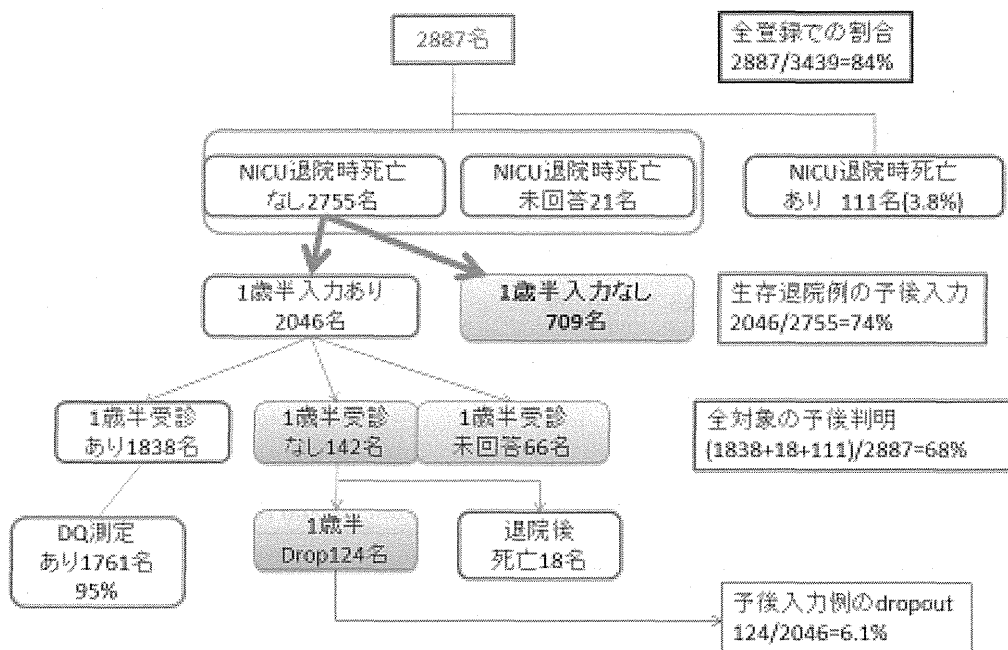 2887名
全登録での割合
2887/3439=84%
NICU退院時死亡
なし2755名
NICU退院時死亡
未回答21名
NICU退院時死亡
あり 111名(3.8%)
1歳半入力あり
2046名
1歳半入力なし
709名
生存退院例の予後入力
2046/2755=74%
1歳半受診
あり1838名
1歳半受診
なし142名
1歳半受診
未回答66名
全対象の予後判明
(1838+18+111)/2887=68%
DQ測定
あり1761名
95%
1歳半
Drop124名
退院後
死亡18名
予後入力例のdropout
124/2046=6.1%